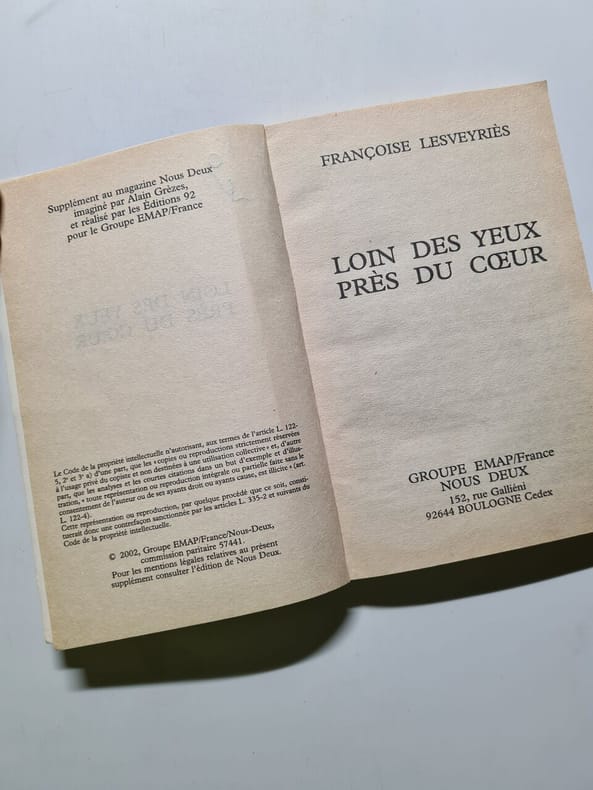 Supplément au magazine Nous Deux
imaginé par Alain Grèzes,
et réalisé par les Editions 92
pour le Groupe EMAP/France
Le Code de la propriété intellectuelle n'autorisant, aux termes de l'article L. 122-
5, 2° et 3° a) d'une part, que les « copies ou reproductions strictement réservées
à l'usage privé du copiste et non destinées à une utilisation collective » et, d'autre
part, que les analyses et les courtes citations dans un but d'exemple et d'illus-
tration, « toute représentation ou reproduction intégrale ou partielle faite sans le
consentement de l'auteur ou de ses ayants droit ou ayants cause, est illicite » (art.
L. 122-4).
Cette représentation ou reproduction, par quelque procédé que ce soit, consti-
tuerait donc une contrefaçon sanctionnée par les articles L. 335-2 et suivants du
Code de la propriété intellectuelle.
© 2002, Groupe EMAP/France/Nous-Deux,
commission paritaire 57441.
Pour les mentions légales relatives au présent
supplément consulter l'édition de Nous Deux.
FRANÇOISE LESVEYRIÈS
LOIN DES YEUX
PRÈS DU CŒUR
GROUPE EMAP/France
NOUS DEUX
152, rue Galliéni
92644 BOULOGNE Cedex